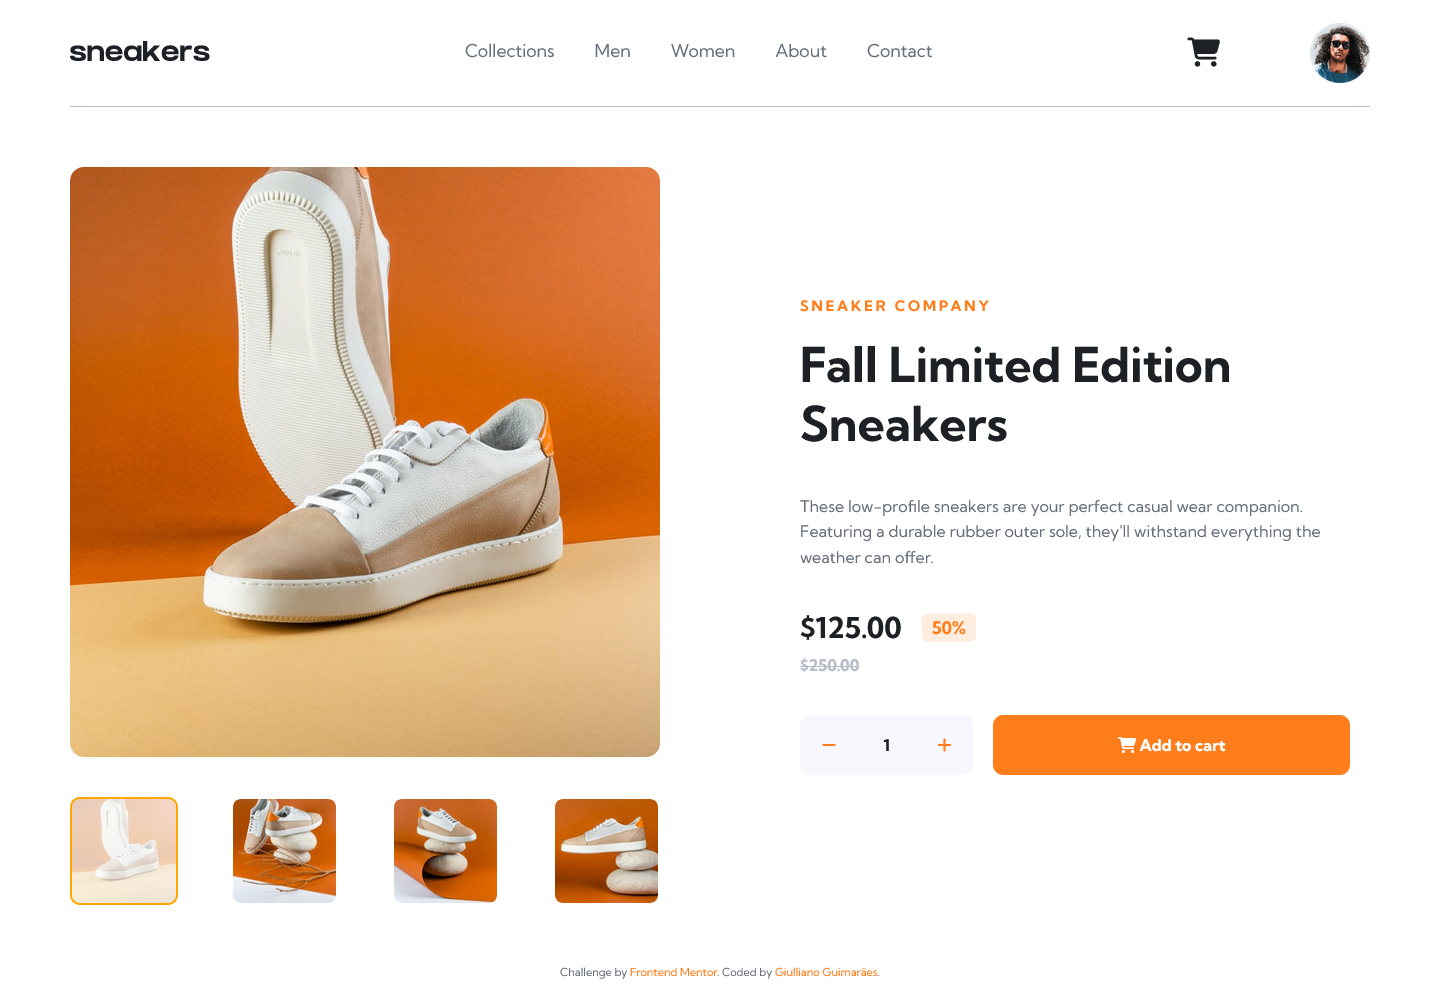 sneakers
Collections Men Women About Contact
SNEAKER COMPANY
Fall Limited Edition
Sneakers
These low-profile sneakers are your perfect casual wear companion.
Featuring a durable rubber outer sole, they'll withstand everything the
weather can offer.
$125.00 50%
$250.00
− 1 +
Add to cart
Challenge by Frontend Mentor. Coded by Giulliano Guimarães.